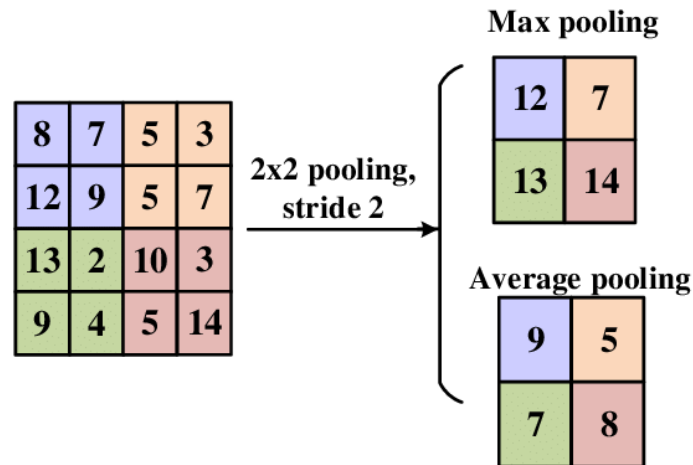 Max pooling
12 7
13 14
8 7 5 3
12 9 5 7
13 2 10 3
9 4 5 14
2x2 pooling,
stride 2
Average pooling
9 5
7 8